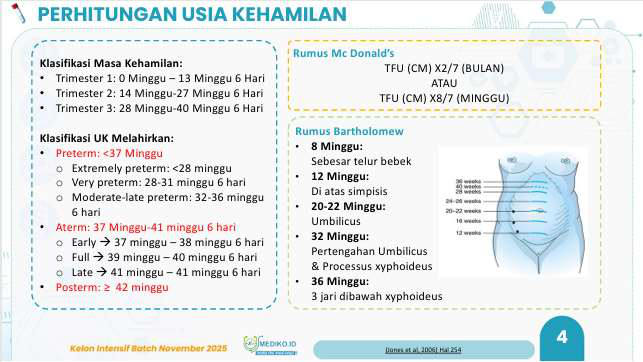 PERHITUNGAN USIA KEHAMILAN
Klasifikasi Masa Kehamilan:
• Trimester 1: 0 Minggu – 13 Minggu 6 Hari
• Trimester 2: 14 Minggu-27 Minggu 6 Hari
• Trimester 3: 28 Minggu-40 Minggu 6 Hari
Klasifikasi UK Melahirkan:
• Preterm: <37 Minggu
o Extremely preterm: <28 minggu
o Very preterm: 28-31 minggu 6 hari
o Moderate-late preterm: 32-36 minggu
6 hari
• Aterm: 37 Minggu-41 minggu 6 hari
o Early → 37 minggu – 38 minggu 6 hari
o Full → 39 minggu – 40 minggu 6 hari
o Late → 41 minggu – 41 minggu 6 hari
• Posterm: ≥ 42 minggu
Rumus Mc Donald's
TFU (CM) X2/7 (BULAN)
ATAU
TFU (CM) X8/7 (MINGGU)
Rumus Bartholomew
• 8 Minggu:
Sebesar telur bebek
• 12 Minggu:
Di atas simpisis
• 20-22 Minggu:
Umbilicus
• 32 Minggu:
Pertengahan Umbilicus
& Processus xyphoideus
• 36 Minggu:
3 jari dibawah xyphoideus
36 weeks
40 weeks
28 weeks
24–26 weeks
20–22 weeks
16 weeks
12 weeks
Kelon Intensif Batch November 2025
MEDIKO.ID
(Jones et al, 2006) Hal 254
4